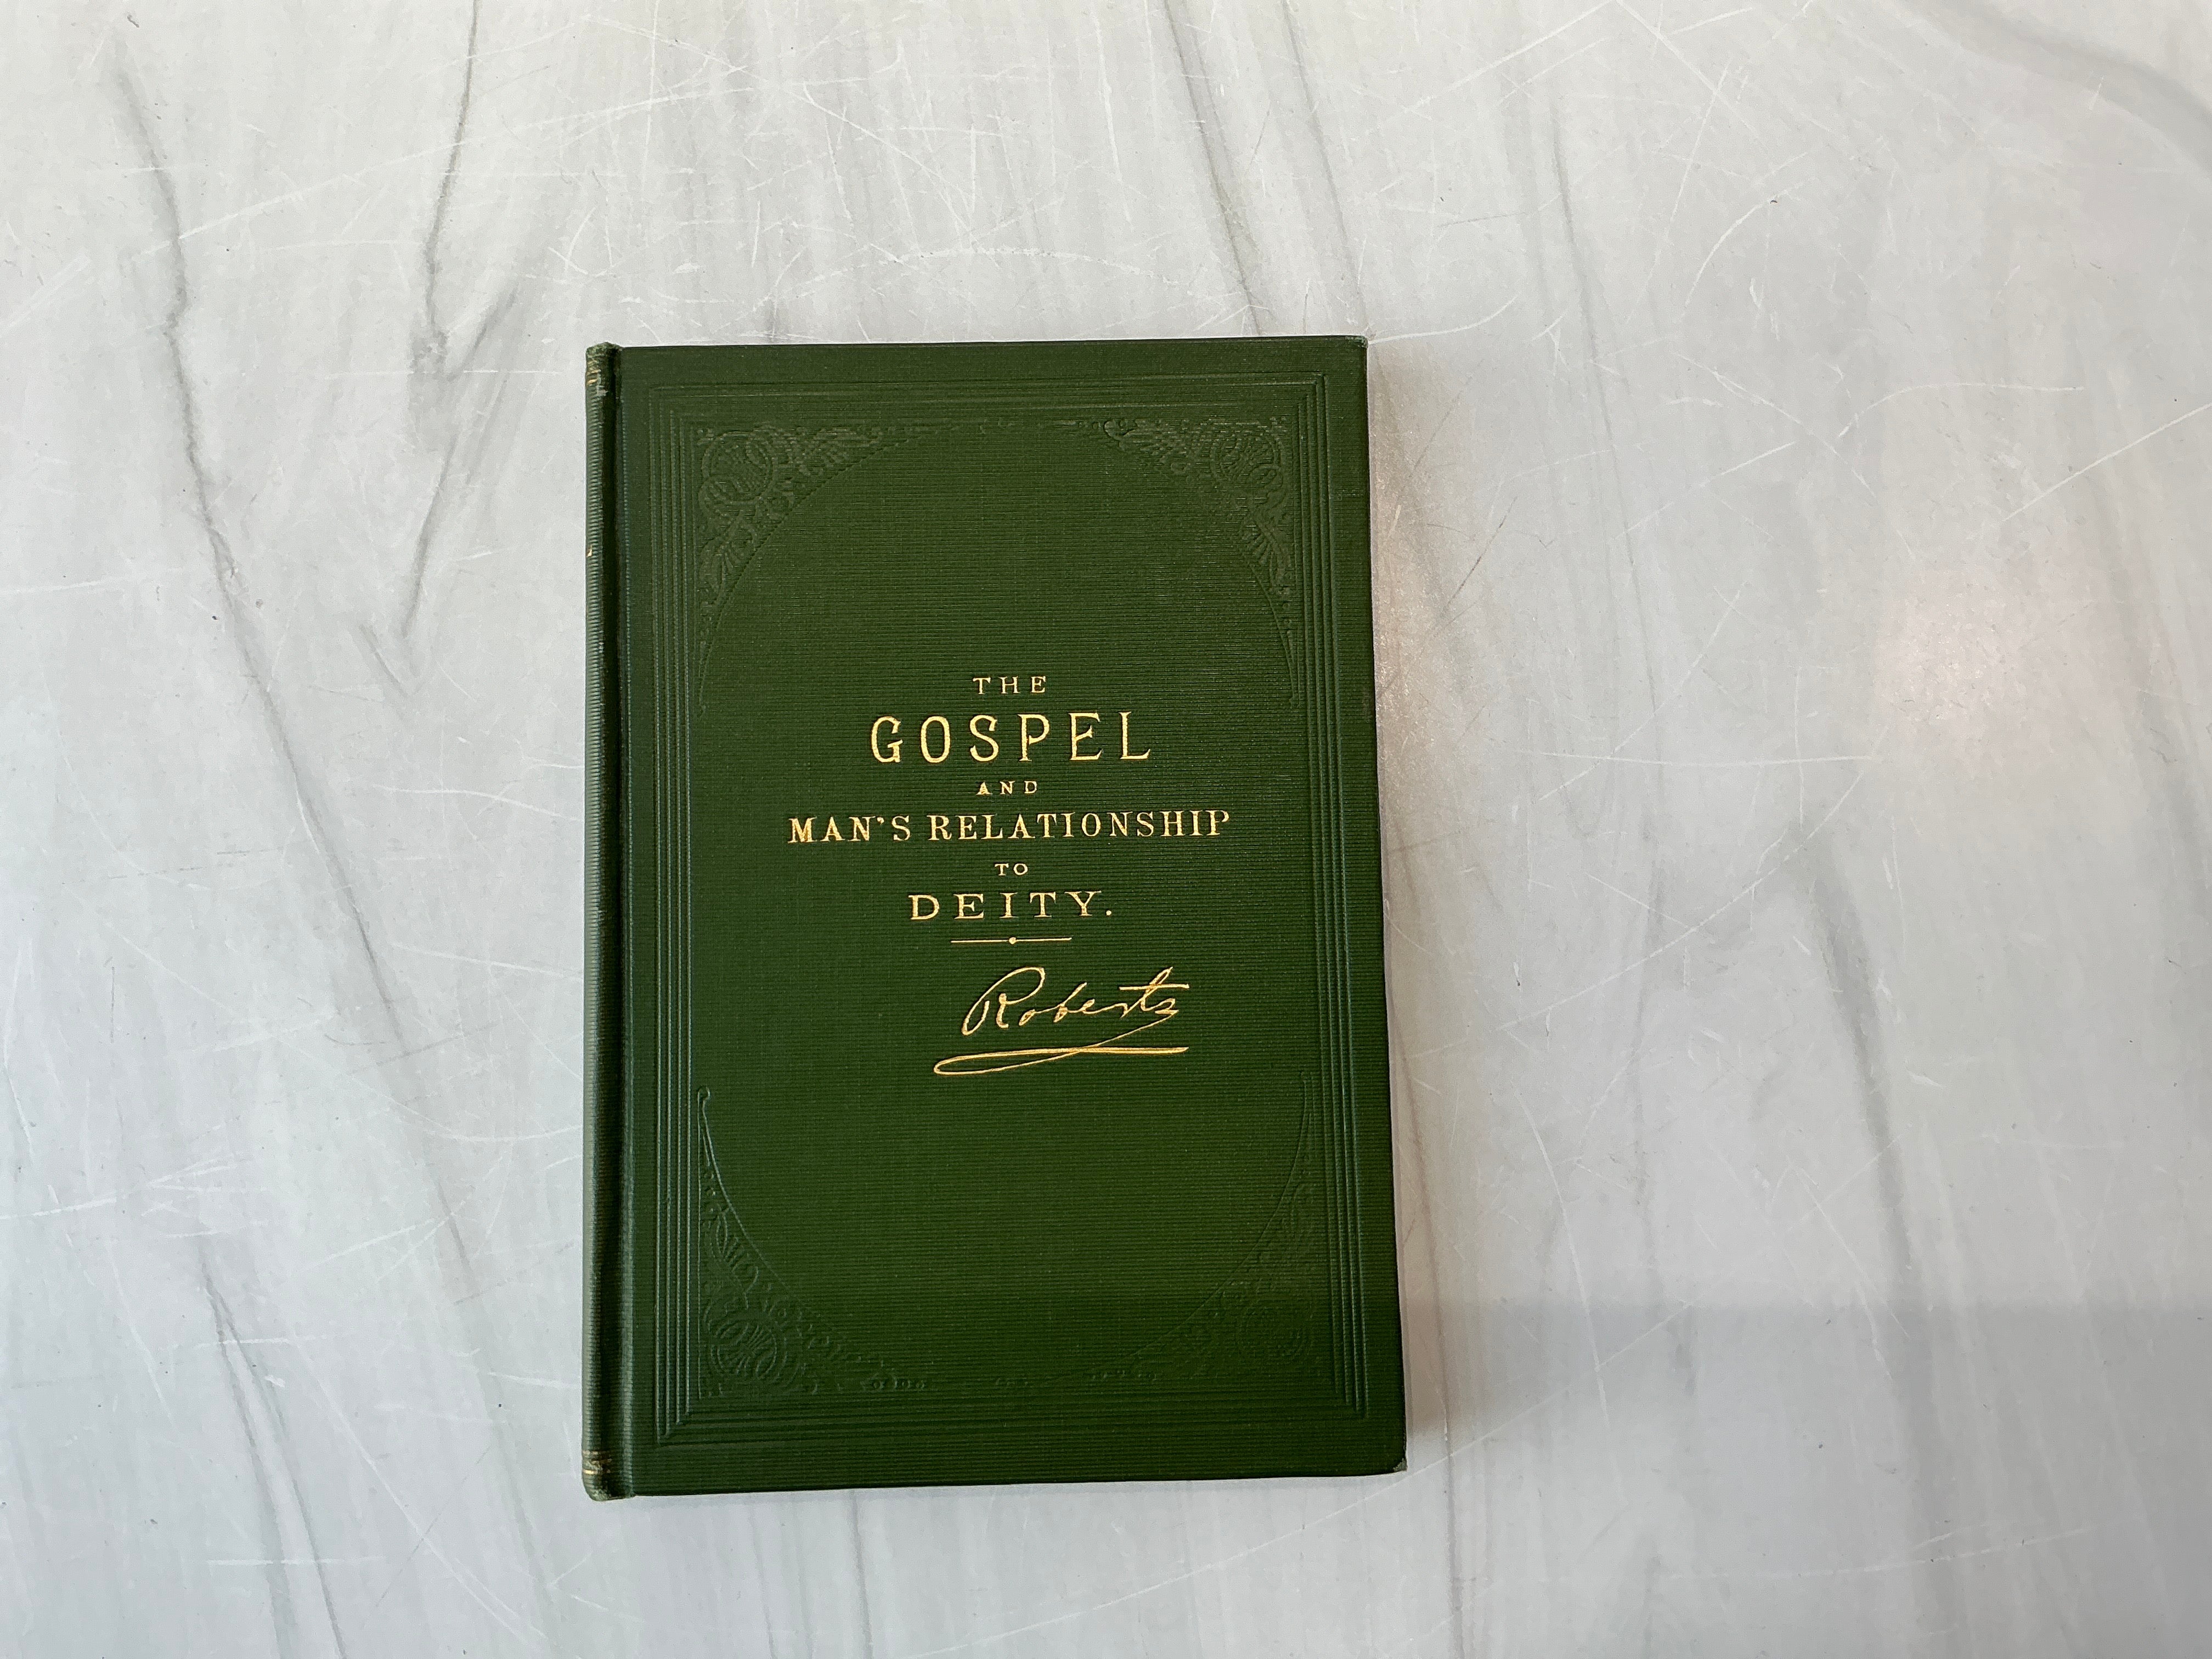 THE
GOSPEL
AND
MAN'S RELATIONSHIP
TO
DEITY.
Roberts